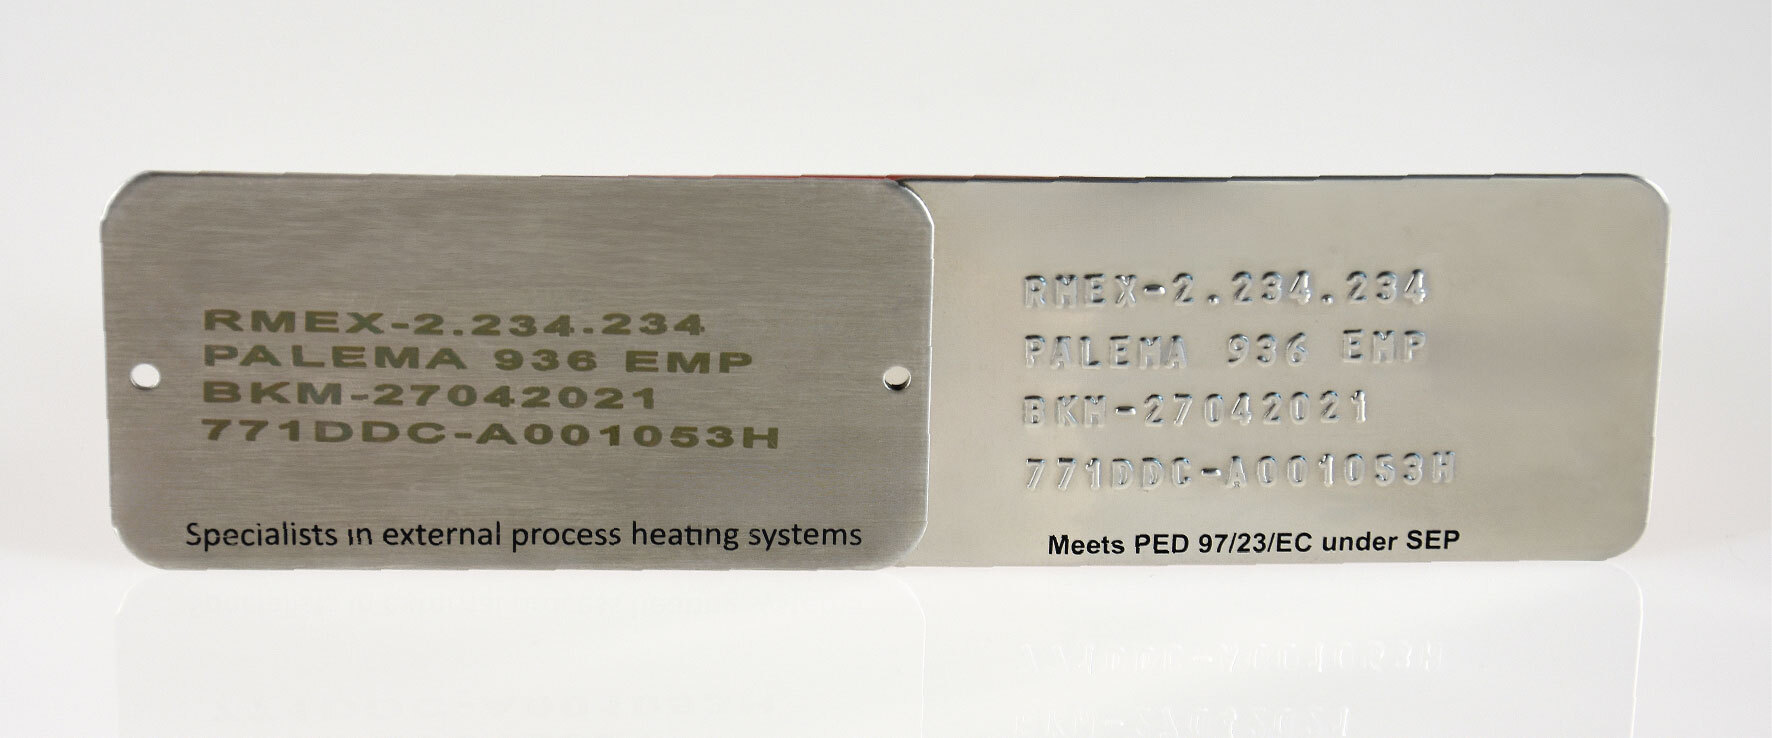 RMEX-2.234.234
PALEMA 936 EMP
BKM-27042021
771DDC-A001053H
Specialists in external process heating systems
RMEX-2.234.234
PALEMA 936 EMP
BKM-27042021
771DDC-A001053H
Meets PED 97/23/EC under SEP